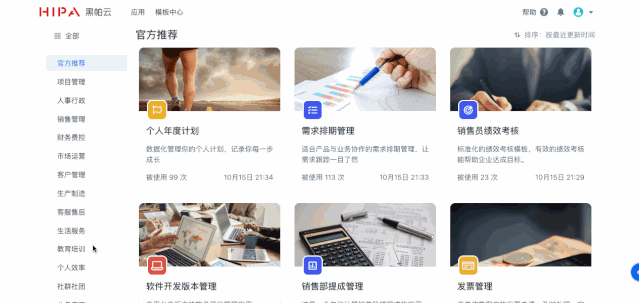 HIPA 黑帕云 应用 模板中心 帮助
全部
官方推荐
排序：按最近更新时间
官方推荐
项目管理
人事行政
销售管理
财务费控
市场运营
客户管理
生产制造
客服售后
生活服务
教育培训
个人效率
社群社团
个人年度计划
数据化管理你的个人计划，记录你每一步
成长
被使用 99 次 10月15日 21:34
需求排期管理
适合产品与业务协作的需求排期管理，让
需求跟踪一目了然
被使用 113 次 10月15日 21:33
销售员绩效考核
标准化的绩效考核模板，有效的绩效考核
能帮助企业达成目标。
被使用 23 次 10月15日 21:29
软件开发版本管理
销售部提成管理
发票管理